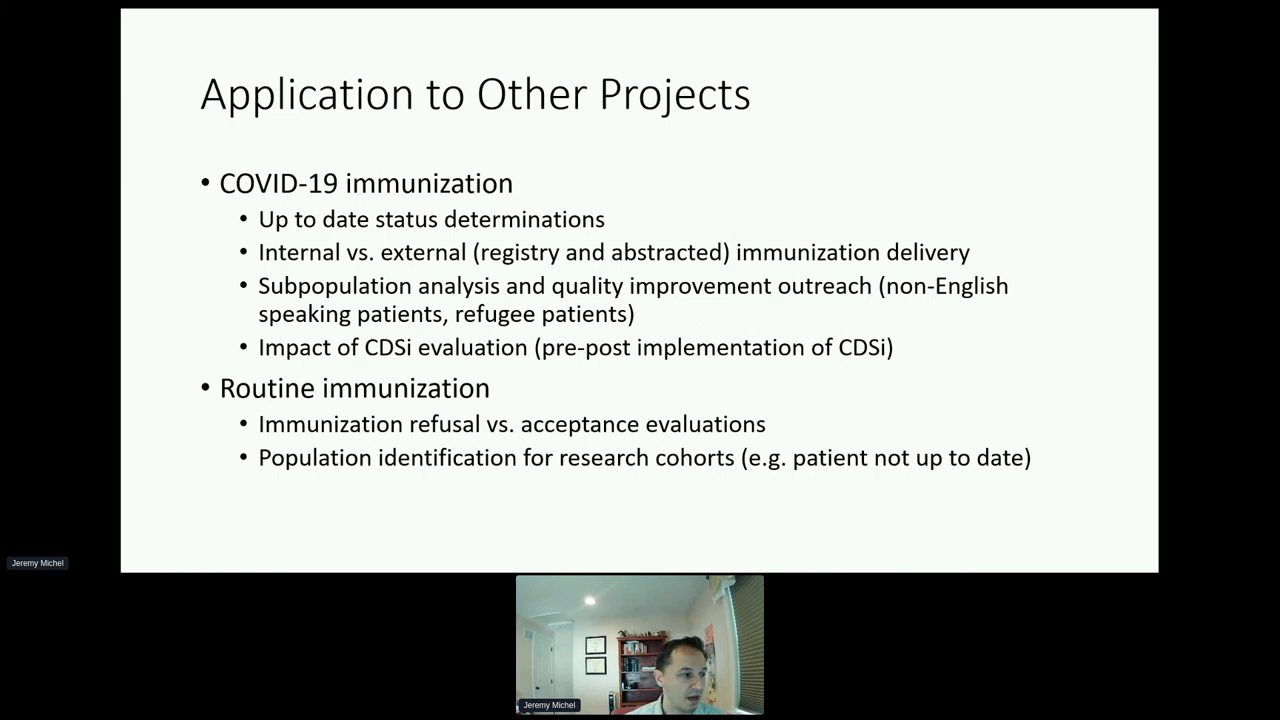 Application to Other Projects
• COVID-19 immunization
• Up to date status determinations
• Internal vs. external (registry and abstracted) immunization delivery
• Subpopulation analysis and quality improvement outreach (non-English
speaking patients, refugee patients)
• Impact of CDSi evaluation (pre-post implementation of CDSi)
• Routine immunization
• Immunization refusal vs. acceptance evaluations
• Population identification for research cohorts (e.g. patient not up to date)
Jeremy Michel
Jeremy Michel